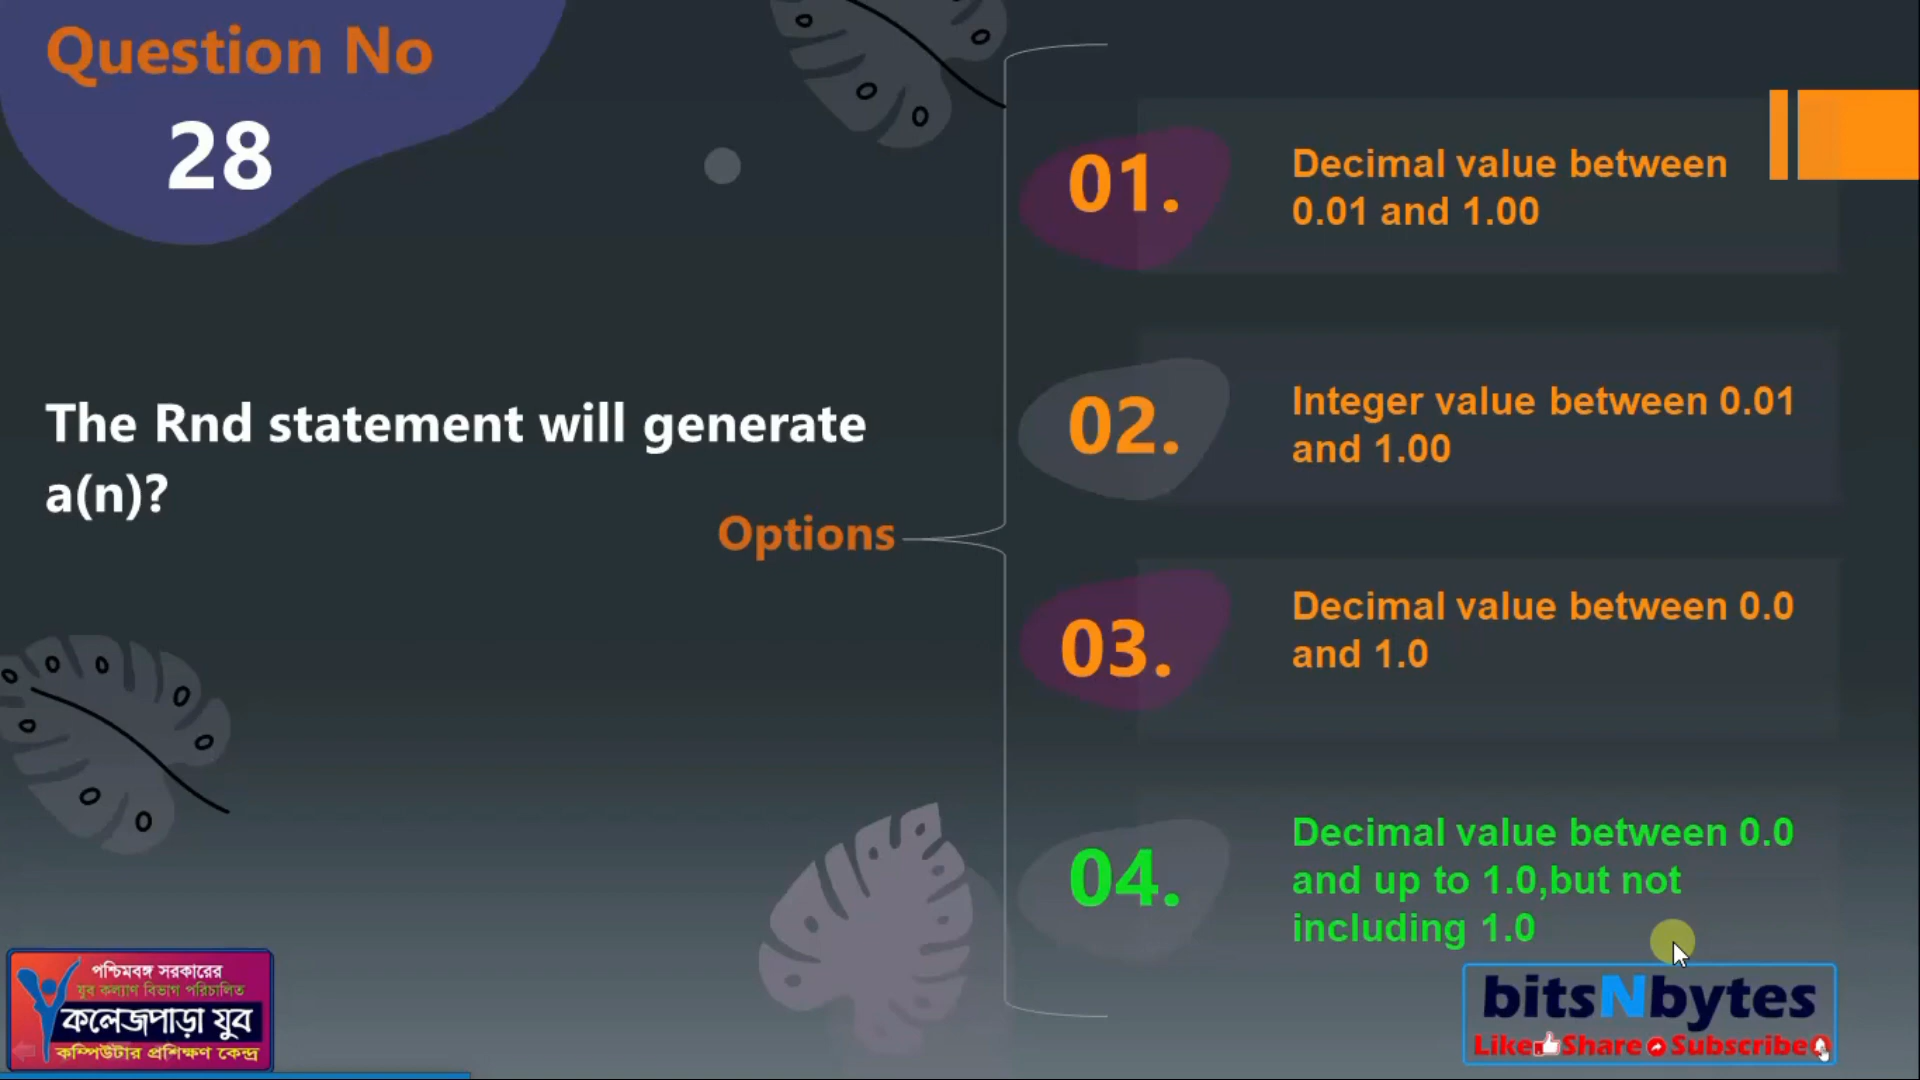 Question No
28
The Rnd statement will generate
a(n)?
Options
01.
Decimal value between
0.01 and 1.00
02.
Integer value between 0.01
and 1.00
03.
Decimal value between 0.0
and 1.0
04.
Decimal value between 0.0
and up to 1.0,but not
including 1.0
পশ্চিমবঙ্গ সরকারের
যুব কল্যাণ বিভাগ পরিচালিত
কলেজপাড়া যুব
কম্পিউটার প্রশিক্ষণ কেন্দ্র
bitsNbytes
Like Share Subscribe